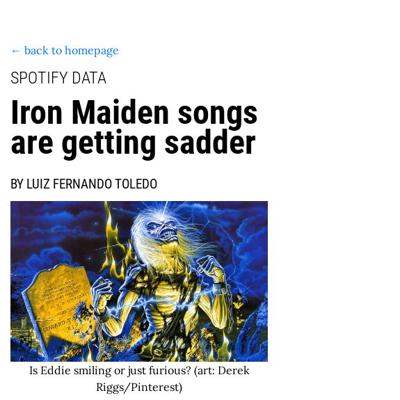 ← back to homepage
SPOTIFY DATA
Iron Maiden songs
are getting sadder
BY LUIZ FERNANDO TOLEDO
Is Eddie smiling or just furious? (art: Derek
Riggs/Pinterest)